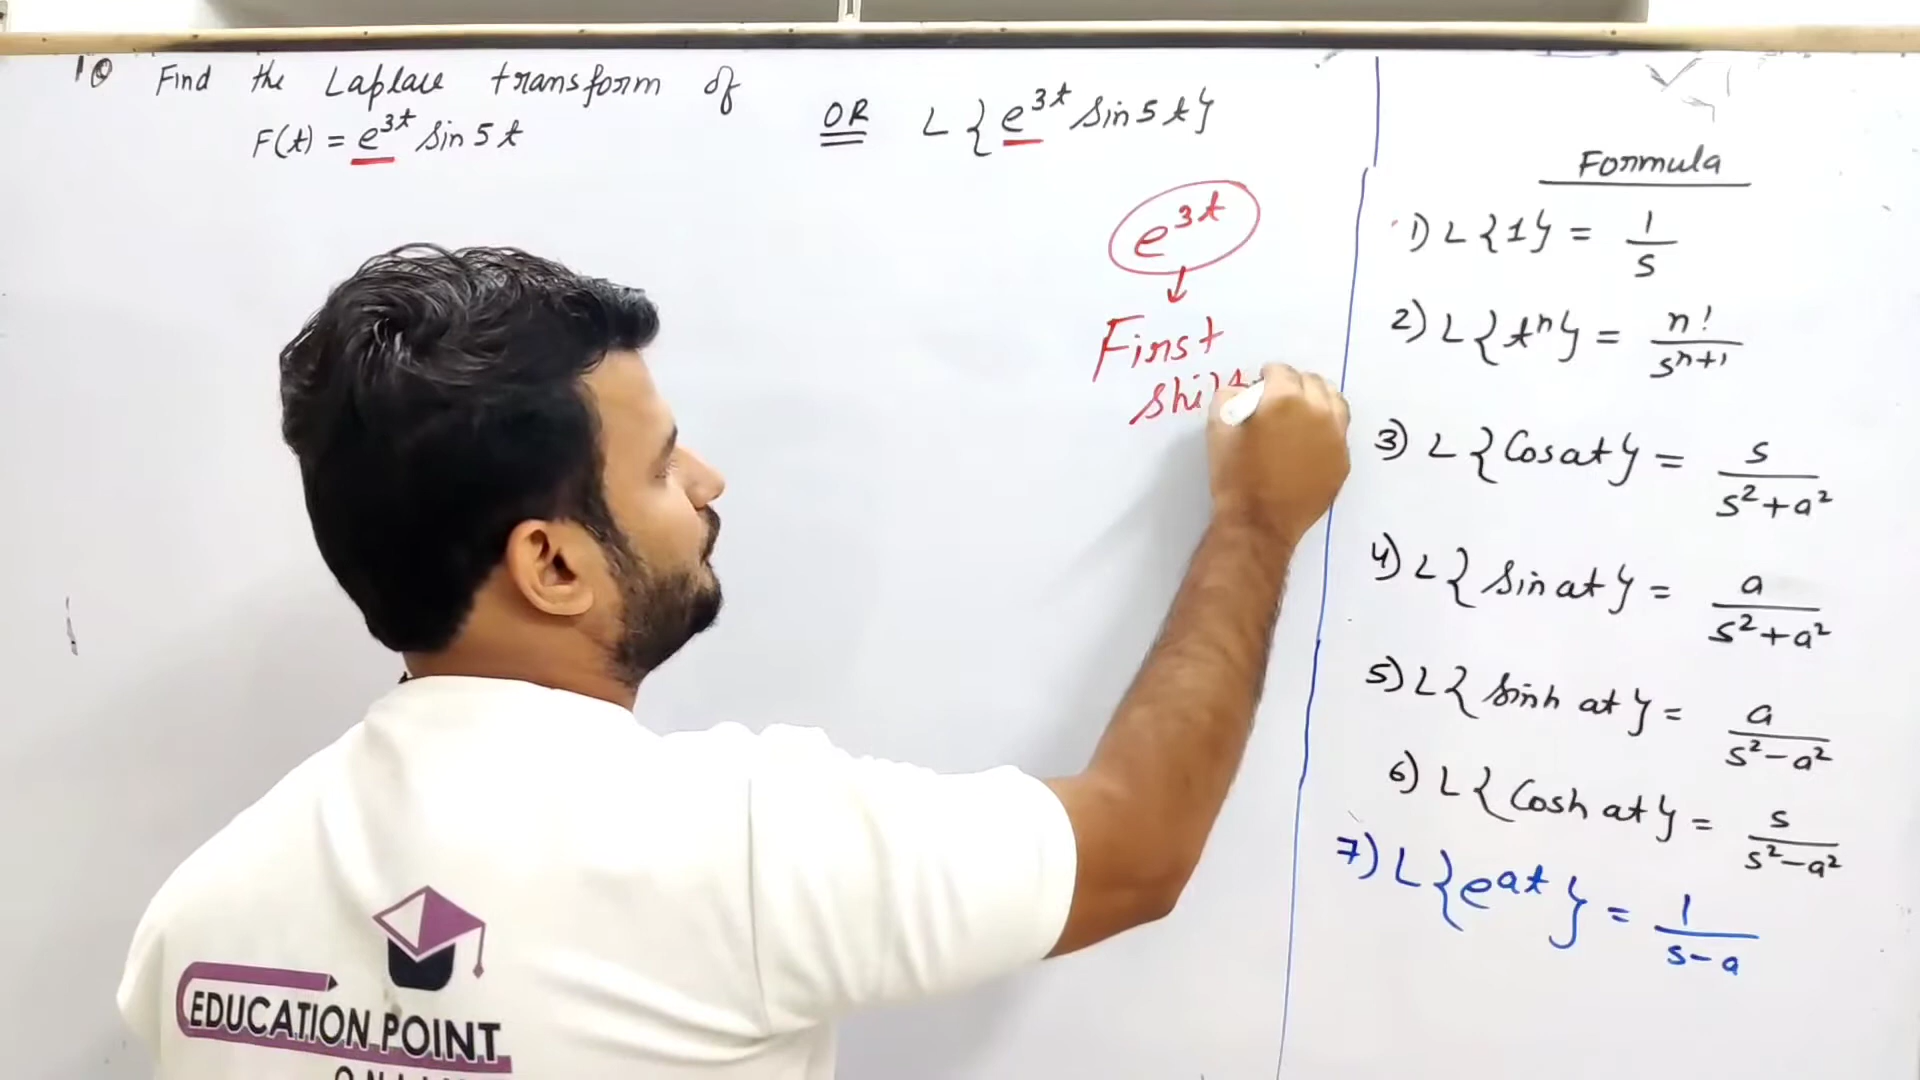 1Q Find the Laplace transform of
F(t) = e^3t sin 5t OR L{e^3t sin 5t}
e^3t
↓
First
Formula
1) L{1} = 1/s
2) L{t^n} = n!/s^n+1
3) L{Cos at} = s/s²+a²
4) L{sin at} = a/s²+a²
5) L{sinh at} = a/s²-a²
6) L{Cosh at} = s/s²-a²
7) L{e^at} = 1/s-a
EDUCATION POINT